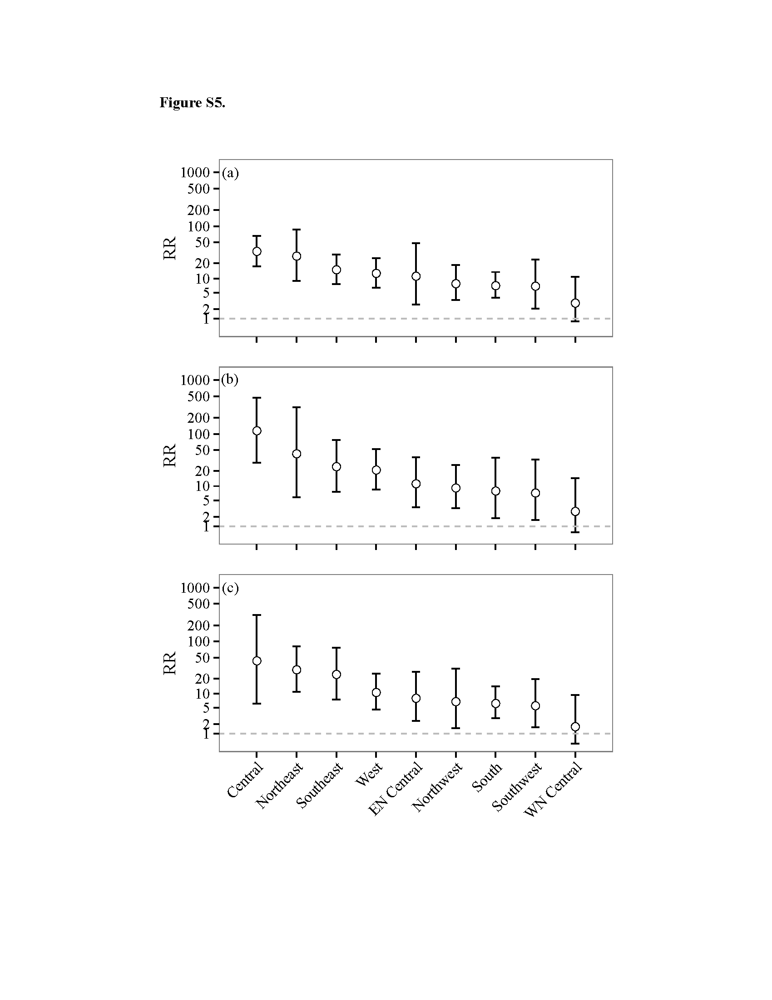 Figure S5.
(a)
RR
1000
500
200
100
50
20
10
5
2
1
(b)
RR
1000
500
200
100
50
20
10
5
2
1
(c)
RR
1000
500
200
100
50
20
10
5
2
1
Central
Northeast
Southeast
West
EN Central
Northwest
South
Southwest
WN Central